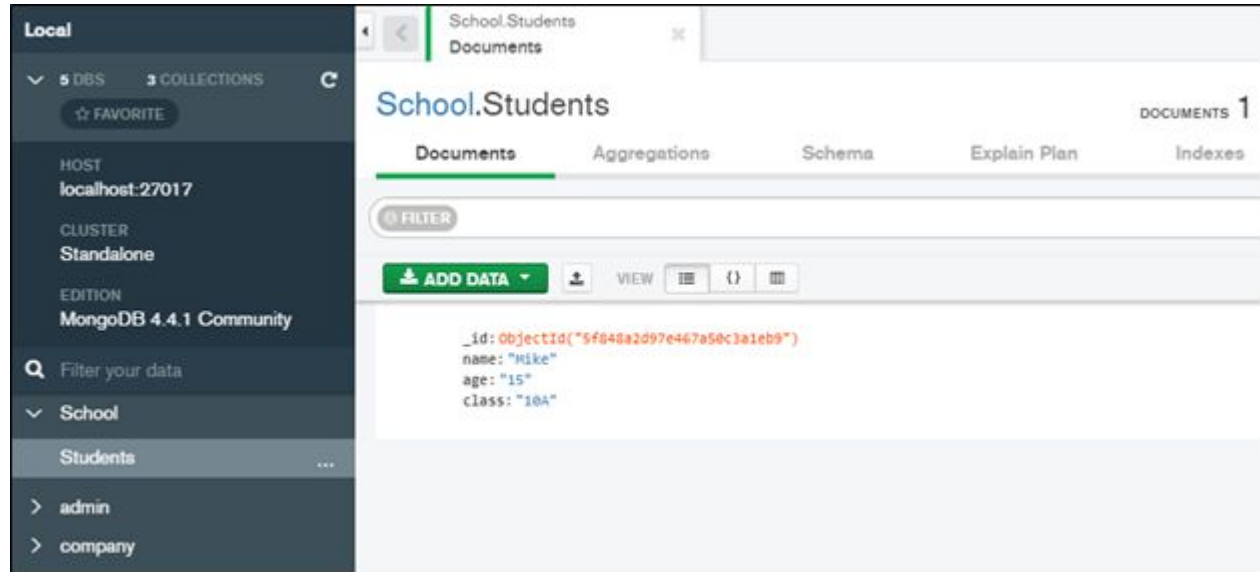 Local
5 DBS 3 COLLECTIONS
☆ FAVORITE
HOST
localhost:27017
CLUSTER
Standalone
EDITION
MongoDB 4.4.1 Community
Filter your data
School
Students ...
admin
company
School.Students
Documents
School.Students
DOCUMENTS 1
Documents Aggregations Schema Explain Plan Indexes
FILTER
ADD DATA VIEW {}
_id: ObjectId("5f848a2d97e467a50c3a1eb9")
name: "Mike"
age: "15"
class: "10A"